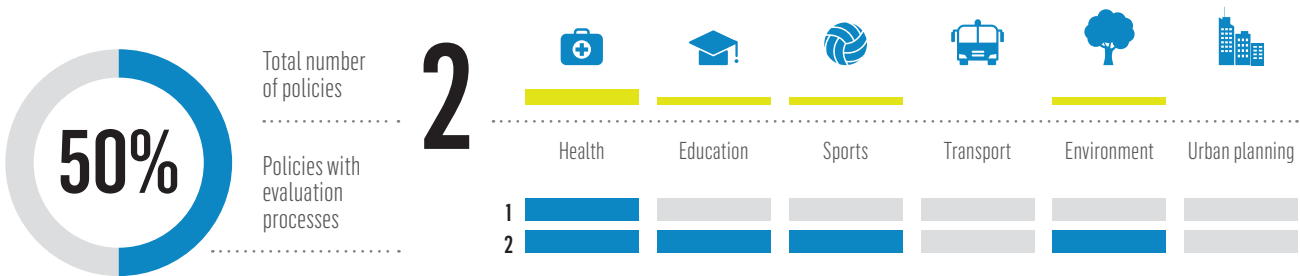 50%
Total number
of policies
Policies with
evaluation
processes
2
Health Education Sports Transport Environment Urban planning
1
2